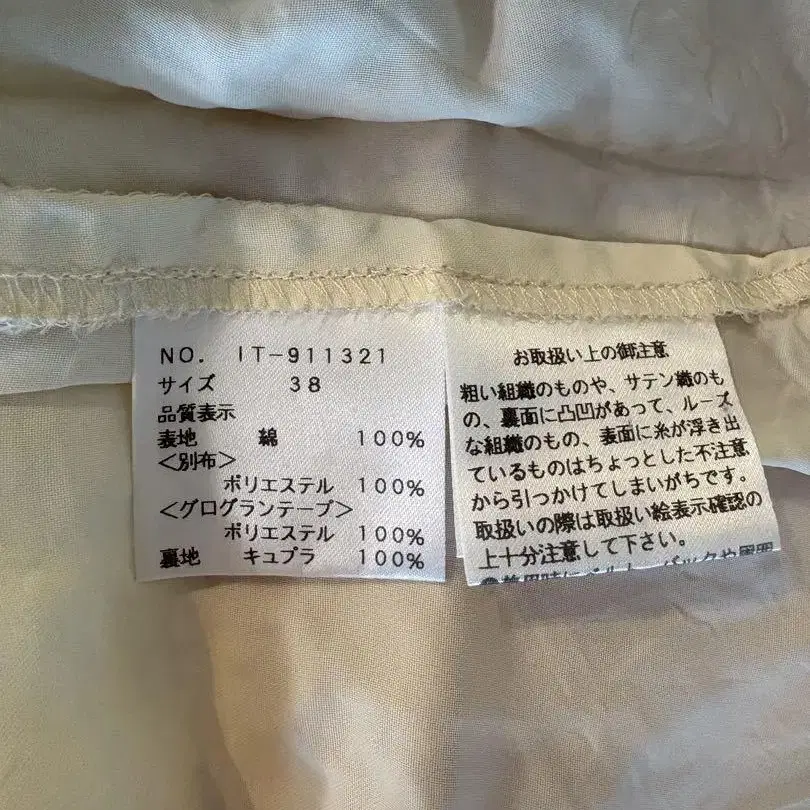 NO. IT-911321
サイズ 38
品質表示
表地 綿 100%
<別布>
ポリエステル 100%
<グログランテープ>
ポリエステル 100%
裏地 キュプラ 100%
お取扱い上の御注意
粗い組織のものや、サテン織のも
の、裏面に凸凹があって、ルーズ
な組織のもの、表面に糸が浮き出
ているものはちょっとした不注意
から引っかけてしまいがちです。
取扱いの際は取扱い絵表示確認の
上十分注意して下さい。